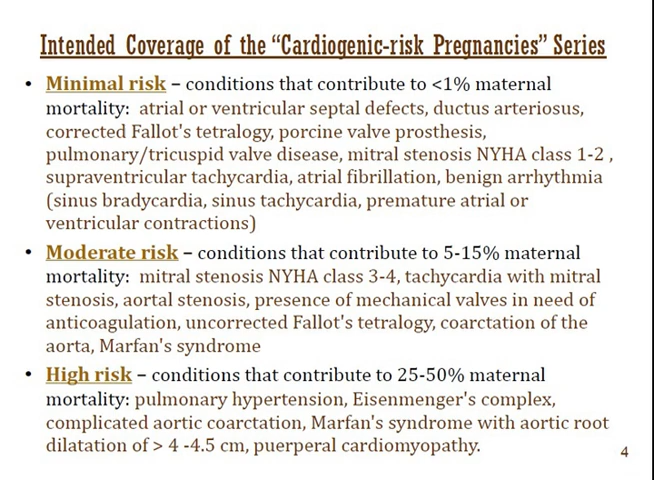 Intended Coverage of the “Cardiogenic-risk Pregnancies” Series
• Minimal risk – conditions that contribute to <1% maternal
mortality: atrial or ventricular septal defects, ductus arteriosus,
corrected Fallot's tetralogy, porcine valve prosthesis,
pulmonary/tricuspid valve disease, mitral stenosis NYHA class 1-2 ,
supraventricular tachycardia, atrial fibrillation, benign arrhythmia
(sinus bradycardia, sinus tachycardia, premature atrial or
ventricular contractions)
• Moderate risk – conditions that contribute to 5-15% maternal
mortality: mitral stenosis NYHA class 3-4, tachycardia with mitral
stenosis, aortal stenosis, presence of mechanical valves in need of
anticoagulation, uncorrected Fallot's tetralogy, coarctation of the
aorta, Marfan's syndrome
• High risk – conditions that contribute to 25-50% maternal
mortality: pulmonary hypertension, Eisenmenger's complex,
complicated aortic coarctation, Marfan's syndrome with aortic root
dilatation of > 4 -4.5 cm, puerperal cardiomyopathy.
4